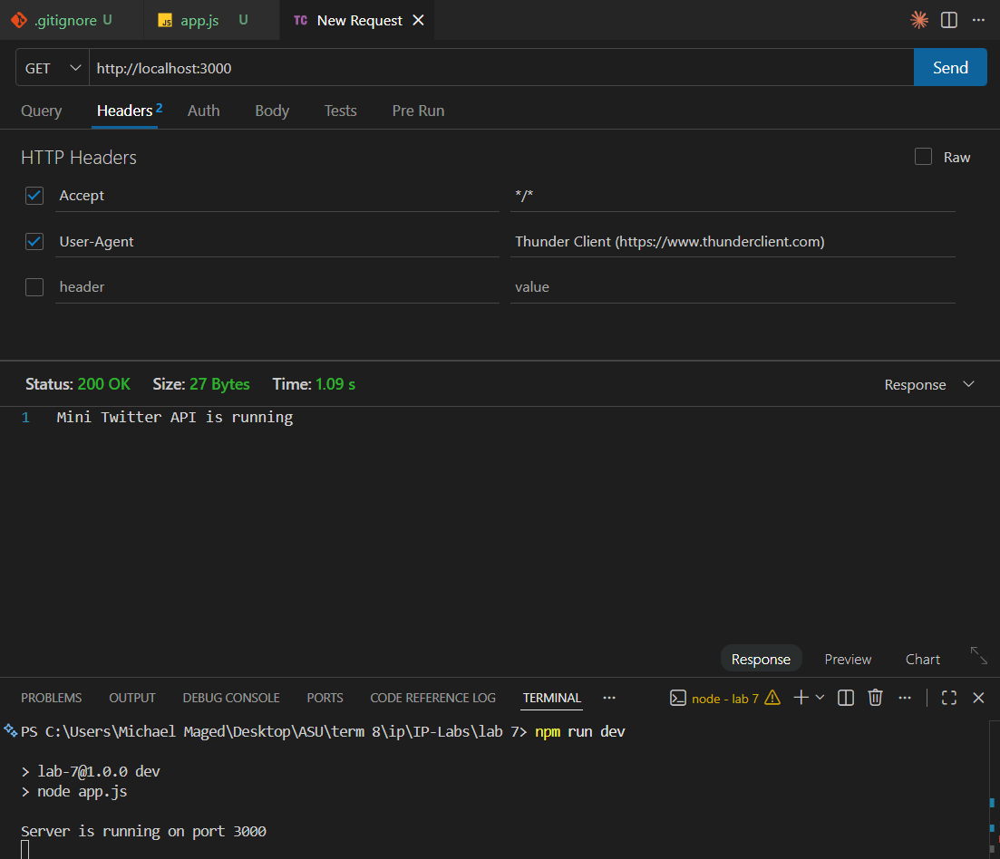 .gitignore U JS app.js U TC New Request
GET http://localhost:3000 Send
Query Headers 2 Auth Body Tests Pre Run
HTTP Headers Raw
Accept */*
User-Agent Thunder Client (https://www.thunderclient.com)
header value
Status: 200 OK Size: 27 Bytes Time: 1.09 s Response
1 Mini Twitter API is running
Response Preview Chart
PROBLEMS OUTPUT DEBUG CONSOLE PORTS CODE REFERENCE LOG TERMINAL ... node - lab 7
PS C:\Users\Michael Maged\Desktop\ASU\term 8\ip\IP-Labs\lab 7> npm run dev
> lab-7@1.0.0 dev
> node app.js
Server is running on port 3000